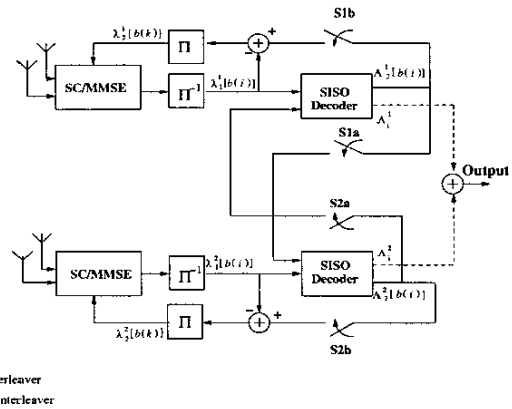 S1b
λ₂¹[b(k)]
Π
−
+
SC/MMSE
Π⁻¹
λ₁¹[b(i)]
SISO
Decoder
Λ₂¹[b(i)]
Λ₁¹
S1a
Output
+
S2a
SC/MMSE
Π⁻¹
λ₁²[b(i)]
SISO
Decoder
Λ₁²
Λ₂²[b(i)]
Π
−
+
λ₂²[b(k)]
S2b
erleaver
nterleaver